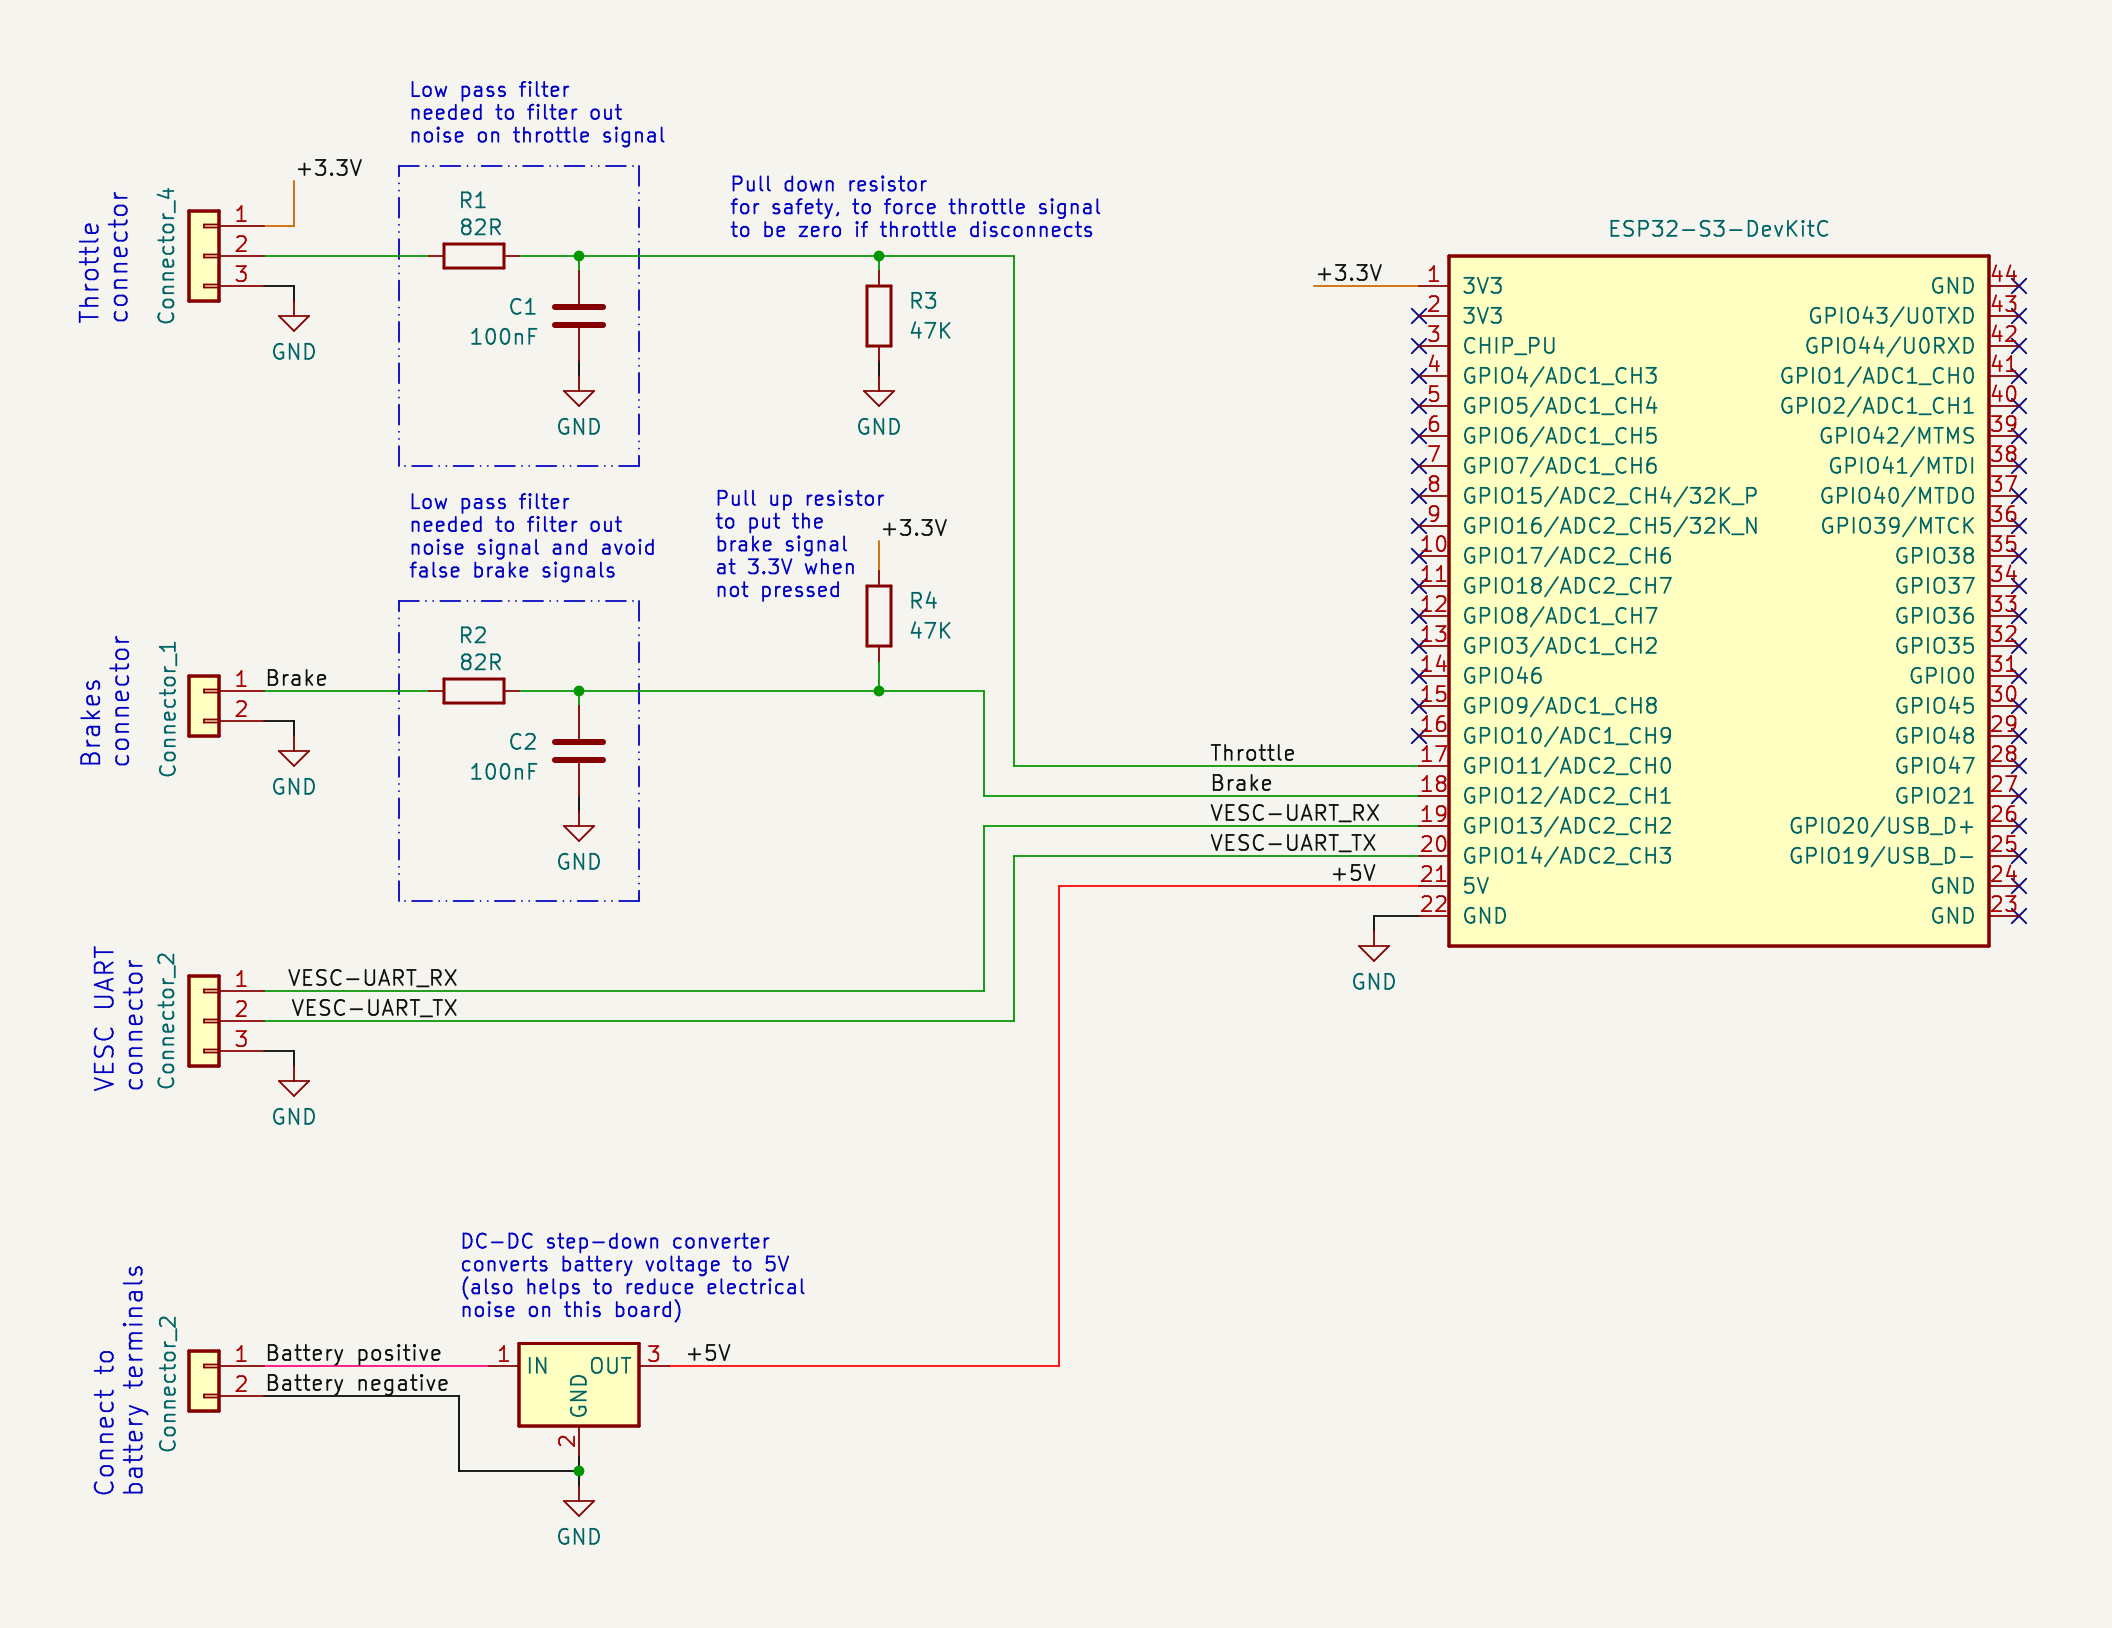 Low pass filter
needed to filter out
noise on throttle signal
Throttle
connector
Connector_4
+3.3V
1
2
3
GND
R1
82R
C1
100nF
GND
Pull down resistor
for safety, to force throttle signal
to be zero if throttle disconnects
R3
47K
GND
Low pass filter
needed to filter out
noise signal and avoid
false brake signals
Pull up resistor
to put the
brake signal
at 3.3V when
not pressed
+3.3V
R4
47K
Brakes
connector
Connector_1
1
2
Brake
GND
R2
82R
C2
100nF
GND
VESC UART
connector
Connector_2
1
2
3
VESC-UART_RX
VESC-UART_TX
GND
Connect to
battery terminals
Connector_2
1
2
Battery positive
Battery negative
DC-DC step-down converter
converts battery voltage to 5V
(also helps to reduce electrical
noise on this board)
1
IN
OUT
GND
3
2
+5V
GND
ESP32-S3-DevKitC
+3.3V
Throttle
Brake
VESC-UART_RX
VESC-UART_TX
+5V
GND
1 3V3
2 3V3
3 CHIP_PU
4 GPIO4/ADC1_CH3
5 GPIO5/ADC1_CH4
6 GPIO6/ADC1_CH5
7 GPIO7/ADC1_CH6
8 GPIO15/ADC2_CH4/32K_P
9 GPIO16/ADC2_CH5/32K_N
10 GPIO17/ADC2_CH6
11 GPIO18/ADC2_CH7
12 GPIO8/ADC1_CH7
13 GPIO3/ADC1_CH2
14 GPIO46
15 GPIO9/ADC1_CH8
16 GPIO10/ADC1_CH9
17 GPIO11/ADC2_CH0
18 GPIO12/ADC2_CH1
19 GPIO13/ADC2_CH2
20 GPIO14/ADC2_CH3
21 5V
22 GND
GND 44
GPIO43/U0TXD 43
GPIO44/U0RXD 42
GPIO1/ADC1_CH0 41
GPIO2/ADC1_CH1 40
GPIO42/MTMS 39
GPIO41/MTDI 38
GPIO40/MTDO 37
GPIO39/MTCK 36
GPIO38 35
GPIO37 34
GPIO36 33
GPIO35 32
GPIO0 31
GPIO45 30
GPIO48 29
GPIO47 28
GPIO21 27
GPIO20/USB_D+ 26
GPIO19/USB_D- 25
GND 24
GND 23